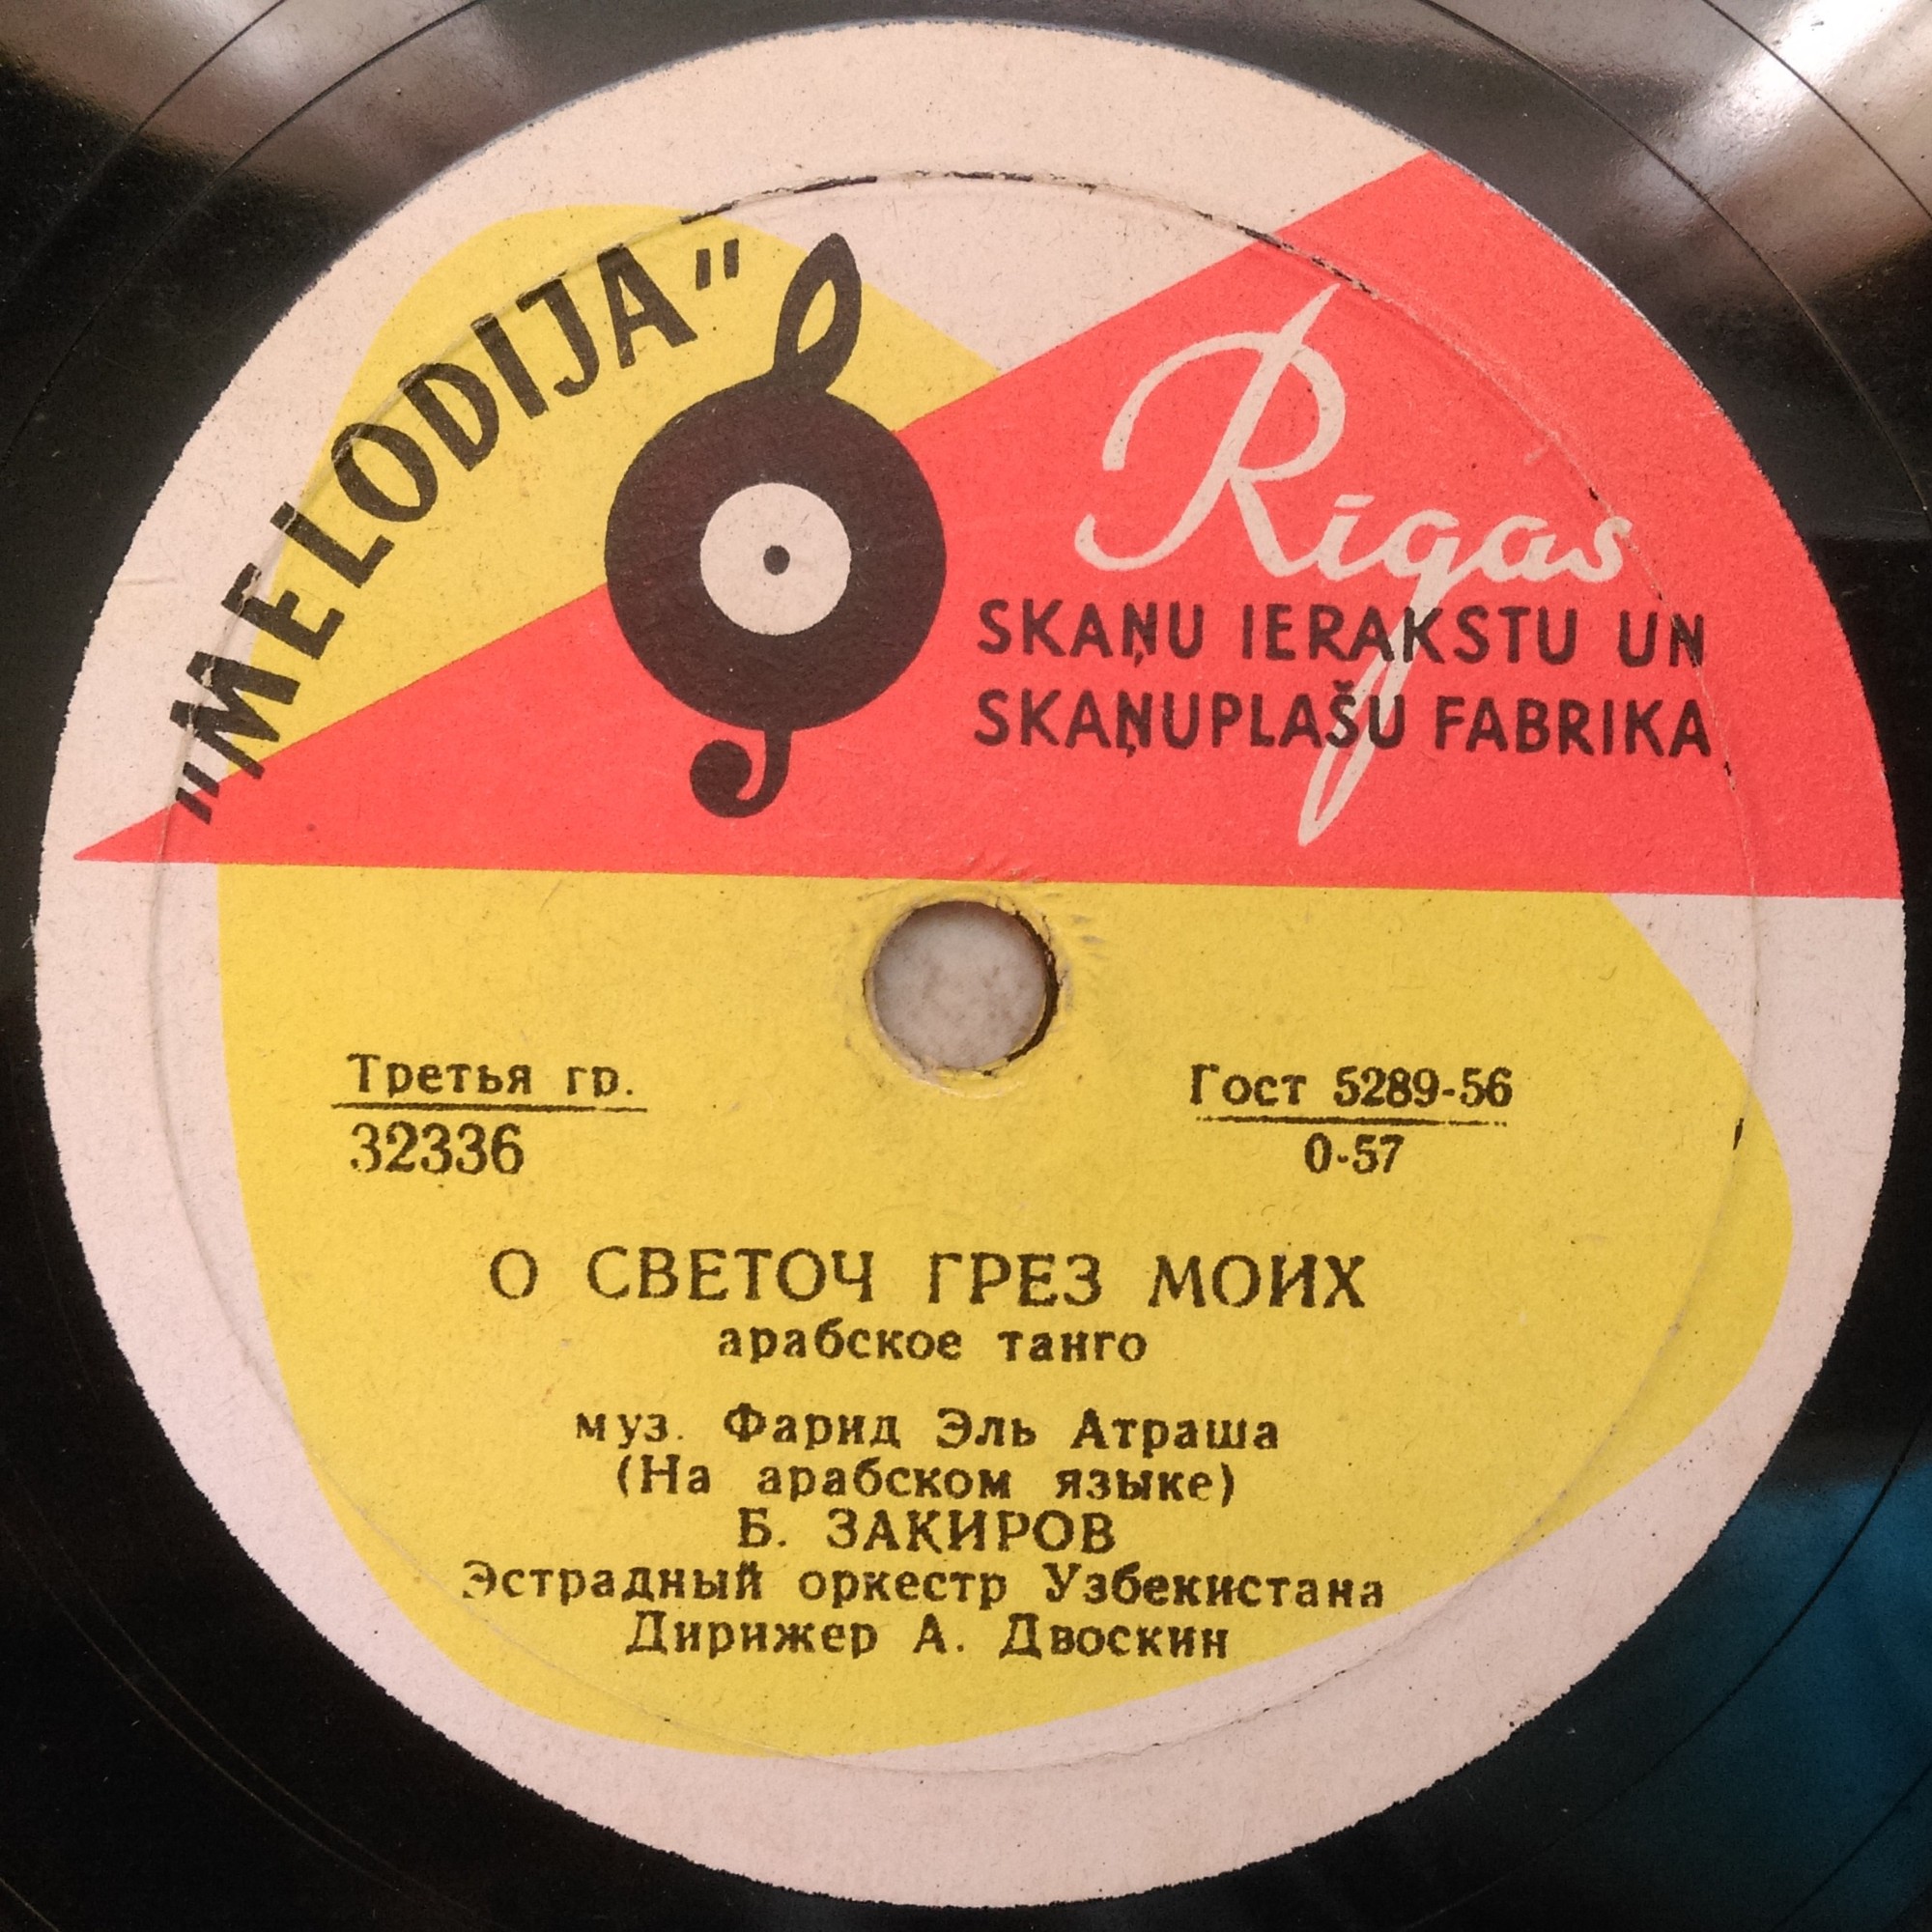 „MELODIJA"
Rīgas
SKAŅU IERAKSTU UN
SKAŅUPLAŠU FABRIKA
Третья гр.
32336
Гост 5289-56
0-57
О СВЕТОЧ ГРЕЗ МОИХ
арабское танго
муз. Фарид Эль Атраша
(На арабском языке)
Б. ЗАКИРОВ
Эстрадный оркестр Узбекистана
Дирижер А. Двоскин